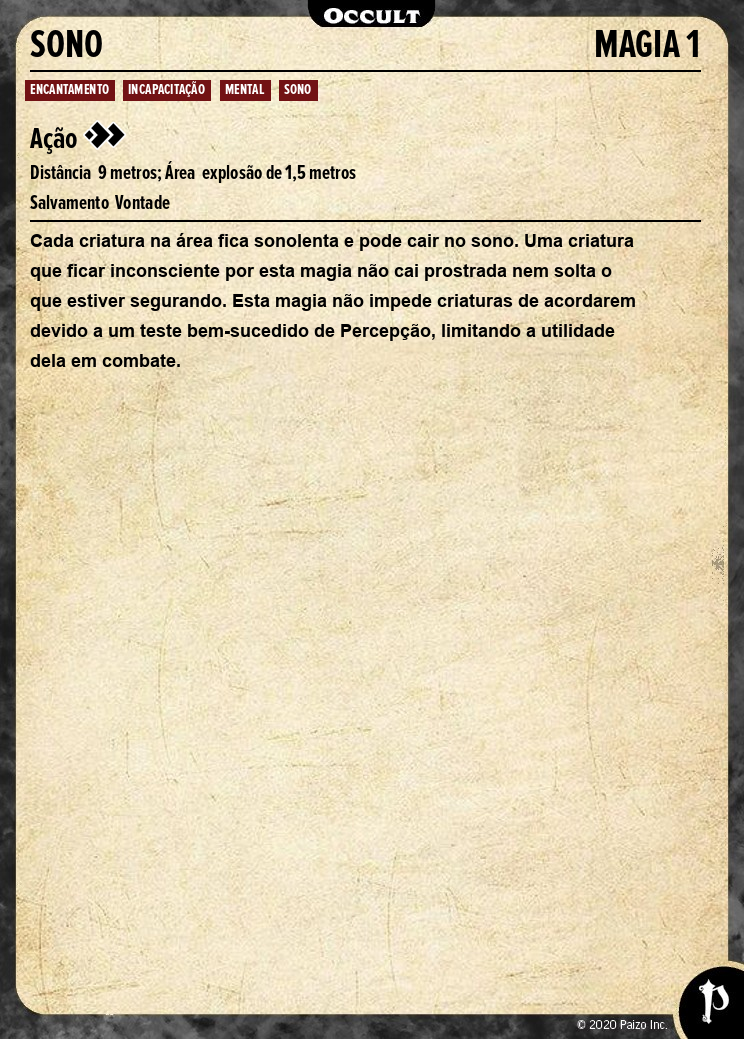 OCCULT
SONO MAGIA 1
ENCANTAMENTO INCAPACITAÇÃO MENTAL SONO
Ação
Distância 9 metros; Área explosão de 1,5 metros
Salvamento Vontade
Cada criatura na área fica sonolenta e pode cair no sono. Uma criatura
que ficar inconsciente por esta magia não cai prostrada nem solta o
que estiver segurando. Esta magia não impede criaturas de acordarem
devido a um teste bem-sucedido de Percepção, limitando a utilidade
dela em combate.
© 2020 Paizo Inc.
P